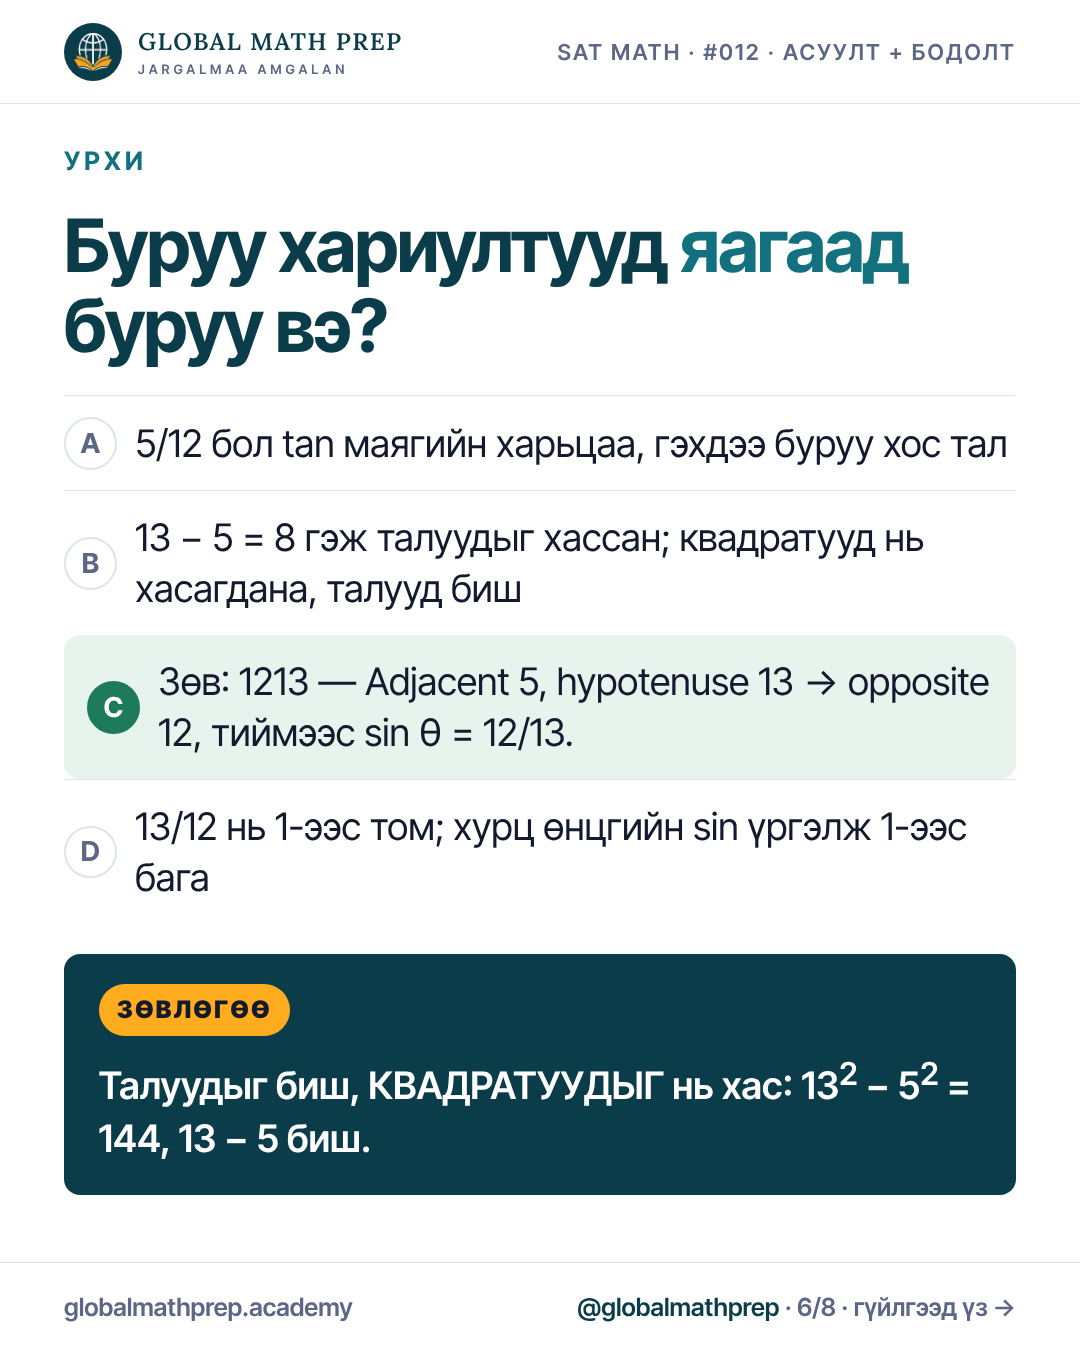 GLOBAL MATH PREP
JARGALMAA AMGALAN
SAT MATH · #012 · АСУУЛТ + БОДОЛТ
УРХИ
Буруу хариултууд яагаад
буруу вэ?
A 5/12 бол tan маягийн харьцаа, гэхдээ буруу хос тал
B 13 − 5 = 8 гэж талуудыг хассан; квадратууд нь
хасагдана, талууд биш
C Зөв: 1213 — Adjacent 5, hypotenuse 13 → opposite
12, тиймээс sin θ = 12/13.
D 13/12 нь 1-ээс том; хурц өнцгийн sin үргэлж 1-ээс
бага
ЗӨВЛӨГӨӨ
Талуудыг биш, КВАДРАТУУДЫГ нь хас: 13² − 5² =
144, 13 − 5 биш.
globalmathprep.academy
@globalmathprep · 6/8 · гүйлгээд үз →